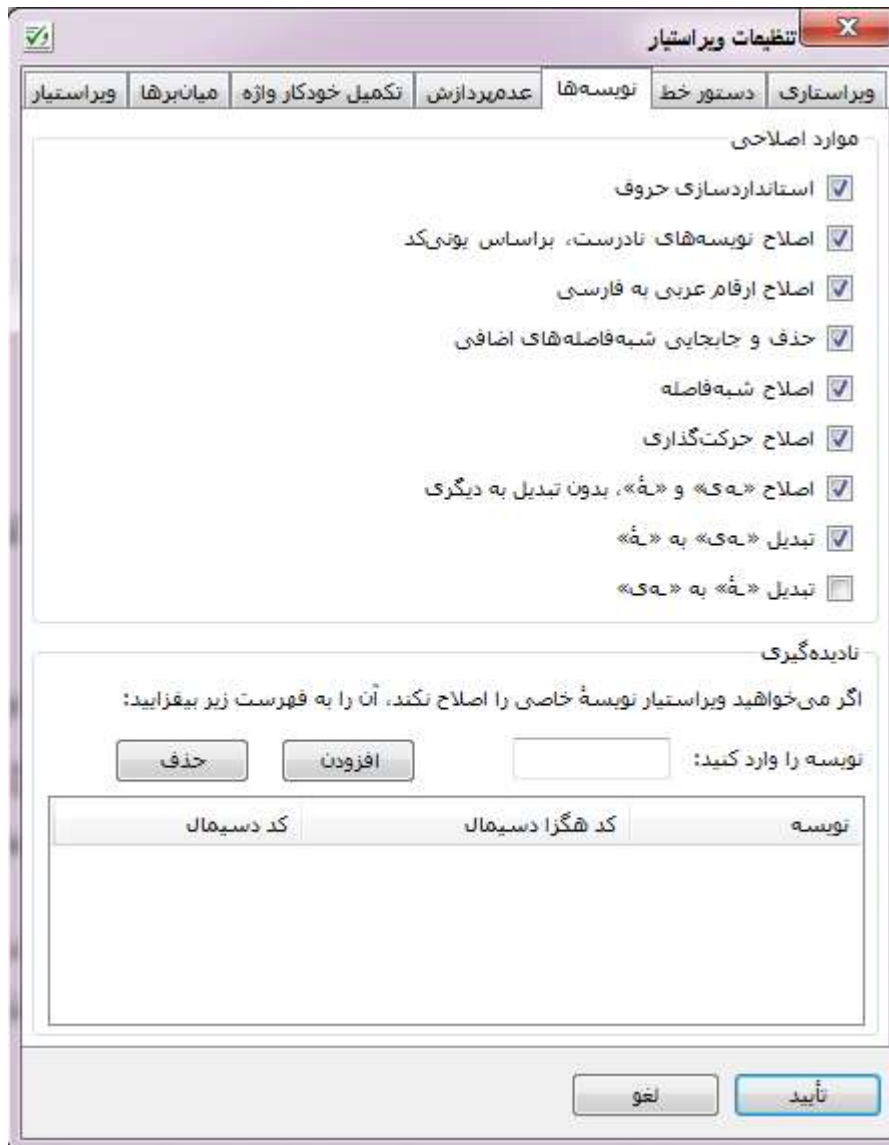 تنظیمات ویراستیار
ویراستاری دستور خط نویسه‌ها عدم‌پردازش تکمیل خودکار واژه میان‌برها ویراستیار
موارد اصلاحی
استانداردسازی حروف
اصلاح نویسه‌های نادرست، براساس یونی‌کد
اصلاح ارقام عربی به فارسی
حذف و جابجایی شبه‌فاصله‌های اضافی
اصلاح شبه‌فاصله
اصلاح حرکت‌گذاری
اصلاح «ـه‌ی» و «ـهٔ»، بدون تبدیل به دیگری
تبدیل «ـه‌ی» به «ـهٔ»
تبدیل «ـهٔ» به «ـه‌ی»
نادیده‌گیری
اگر می‌خواهید ویراستیار نویسهٔ خاصی را اصلاح نکند، آن را به فهرست زیر بیفزایید:
نویسه را وارد کنید: افزودن حذف
نویسه کد هگزا دسیمال کد دسیمال
تأیید لغو